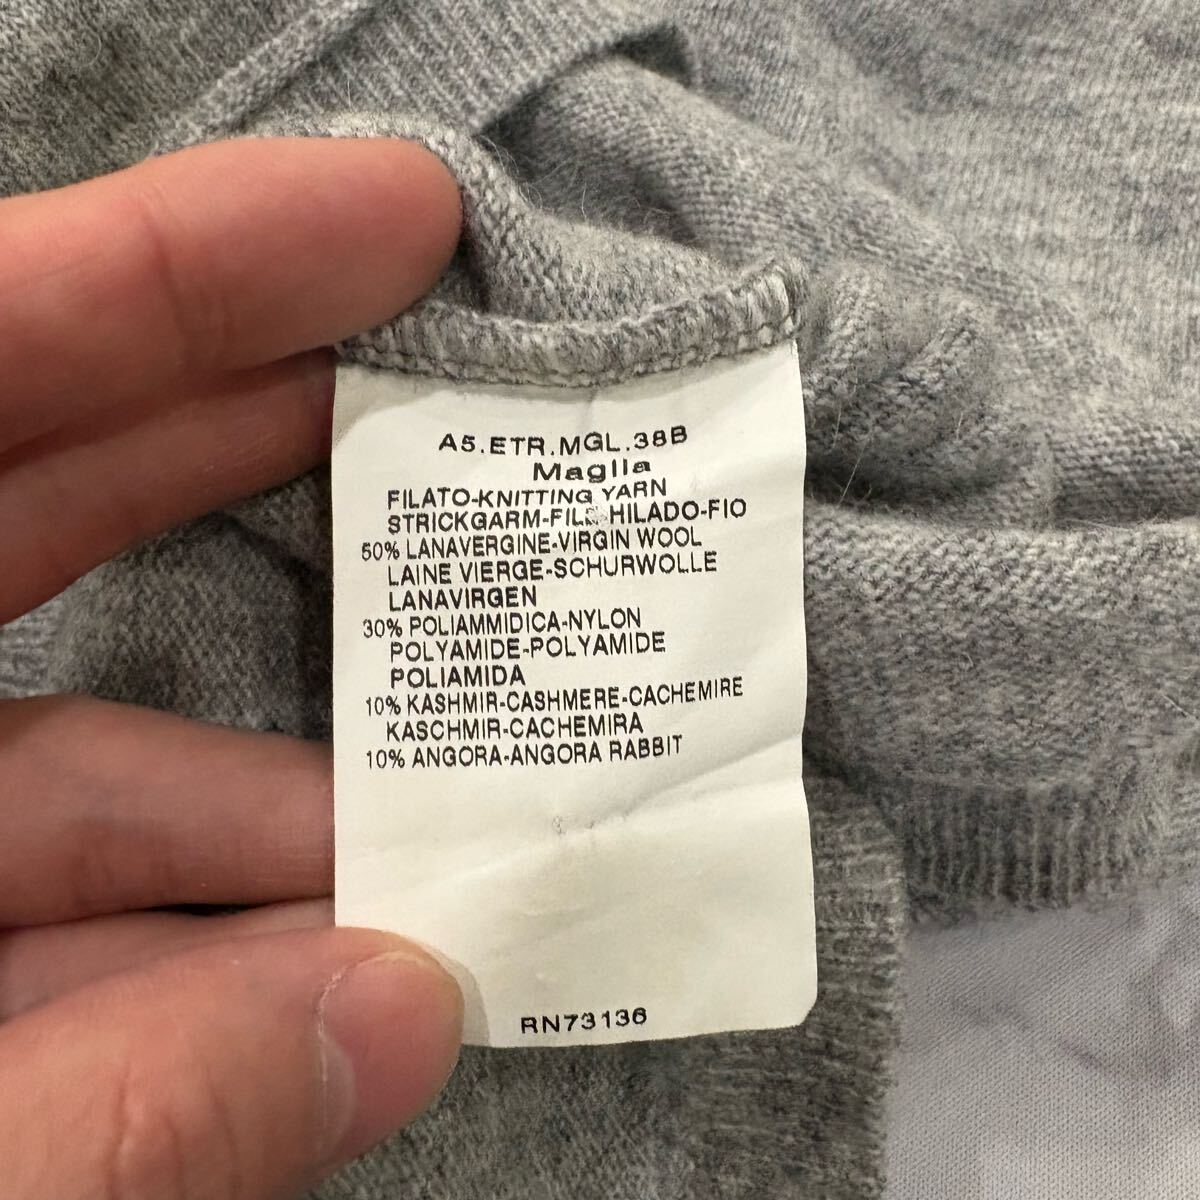 A5.ETR.MGL.38B
Maglia
FILATO-KNITTING YARN
STRICKGARM-FIL- HILADO-FIO
50% LANAVERGINE-VIRGIN WOOL
LAINE VIERGE-SCHURWOLLE
LANAVIRGEN
30% POLIAMMIDICA-NYLON
POLYAMIDE-POLYAMIDE
POLIAMIDA
10% KASHMIR-CASHMERE-CACHEMIRE
KASCHMIR-CACHEMIRA
10% ANGORA-ANGORA RABBIT
RN73136